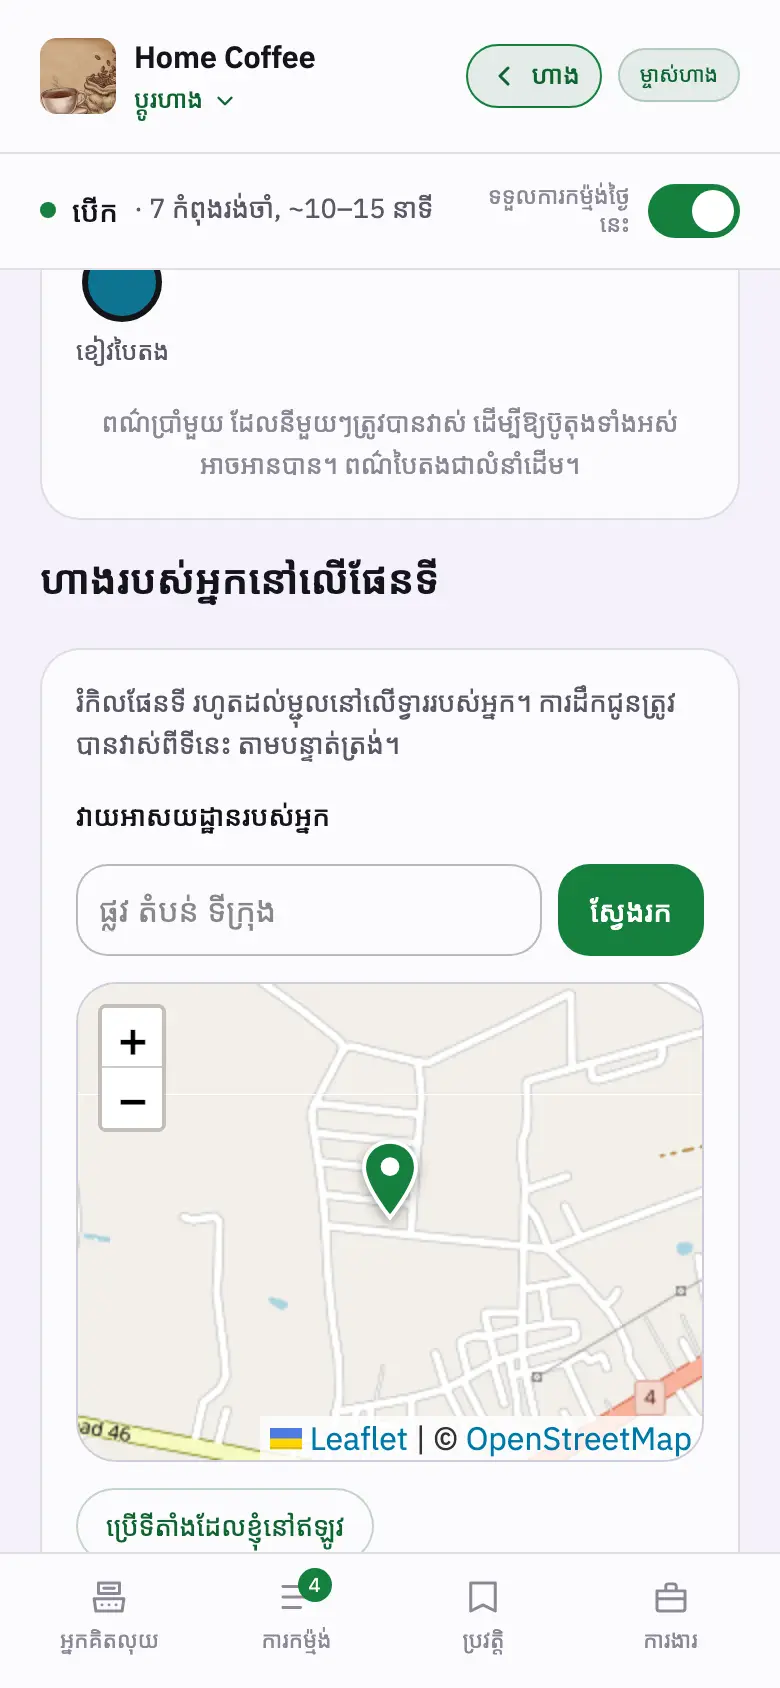 Home Coffee
ប្តូរហាង
ហាង
ម្ចាស់ហាង
បើក · 7 កំពុងរង់ចាំ, ~10–15 នាទី
ទទួលការកម្ម៉ង់ថ្ងៃ
នេះ
ខៀវបៃតង
ពណ៌ប្រាំមួយ ដែលនីមួយៗត្រូវបានវាស់ ដើម្បីឱ្យប៊ូតុងទាំងអស់
អាចអានបាន។ ពណ៌បៃតងជាលំនាំដើម។
ហាងរបស់អ្នកនៅលើផែនទី
រំកិលផែនទី រហូតដល់ម្ជុលនៅលើទ្វាររបស់អ្នក។ ការដឹកជូនត្រូវ
បានវាស់ពីទីនេះ តាមបន្ទាត់ត្រង់។
វាយអាសយដ្ឋានរបស់អ្នក
ផ្លូវ តំបន់ ទីក្រុង
ស្វែងរក
+
−
4
ad 46
Leaflet | © OpenStreetMap
ប្រើទីតាំងដែលខ្ញុំនៅឥឡូវ
4
អ្នកគិតលុយ
ការកម្ម៉ង់
ប្រវត្តិ
ការងារ